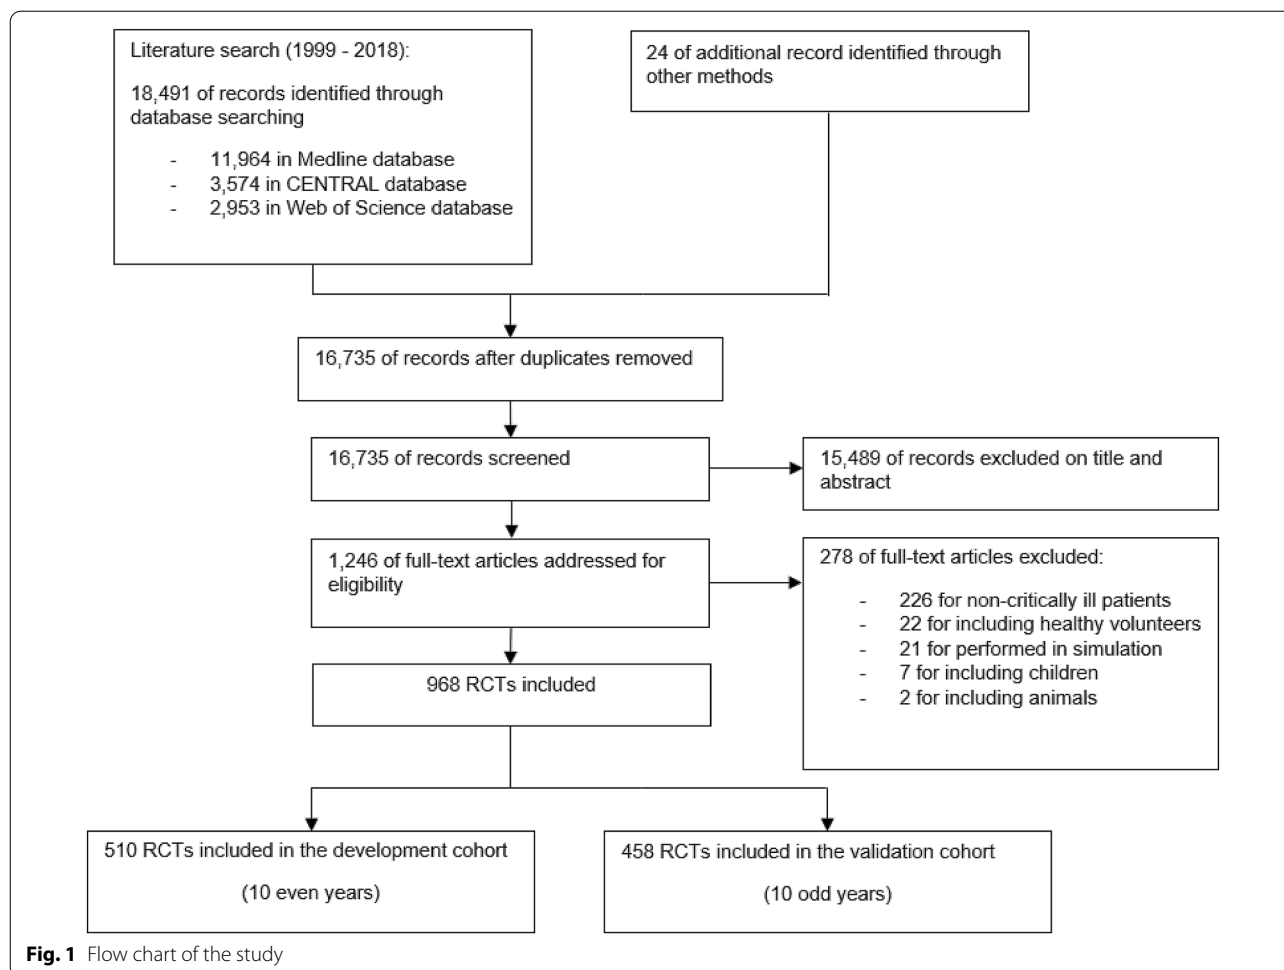 Literature search (1999 - 2018):
18,491 of records identified through
database searching
- 11,964 in Medline database
- 3,574 in CENTRAL database
- 2,953 in Web of Science database
24 of additional record identified through
other methods
16,735 of records after duplicates removed
16,735 of records screened
15,489 of records excluded on title and
abstract
1,246 of full-text articles addressed for
eligibility
278 of full-text articles excluded:
- 226 for non-critically ill patients
- 22 for including healthy volunteers
- 21 for performed in simulation
- 7 for including children
- 2 for including animals
968 RCTs included
510 RCTs included in the development cohort
(10 even years)
458 RCTs included in the validation cohort
(10 odd years)
Fig. 1 Flow chart of the study